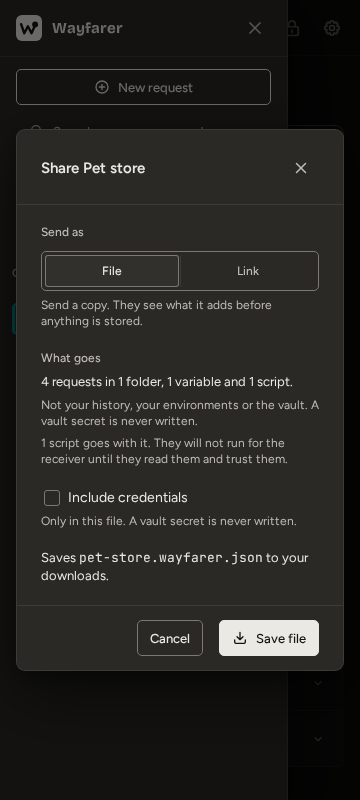 Wayfarer
New request
Share Pet store
Send as
File
Link
Send a copy. They see what it adds before
anything is stored.
What goes
4 requests in 1 folder, 1 variable and 1 script.
Not your history, your environments or the vault. A
vault secret is never written.
1 script goes with it. They will not run for the
receiver until they read them and trust them.
Include credentials
Only in this file. A vault secret is never written.
Saves pet-store.wayfarer.json to your
downloads.
Cancel
Save file